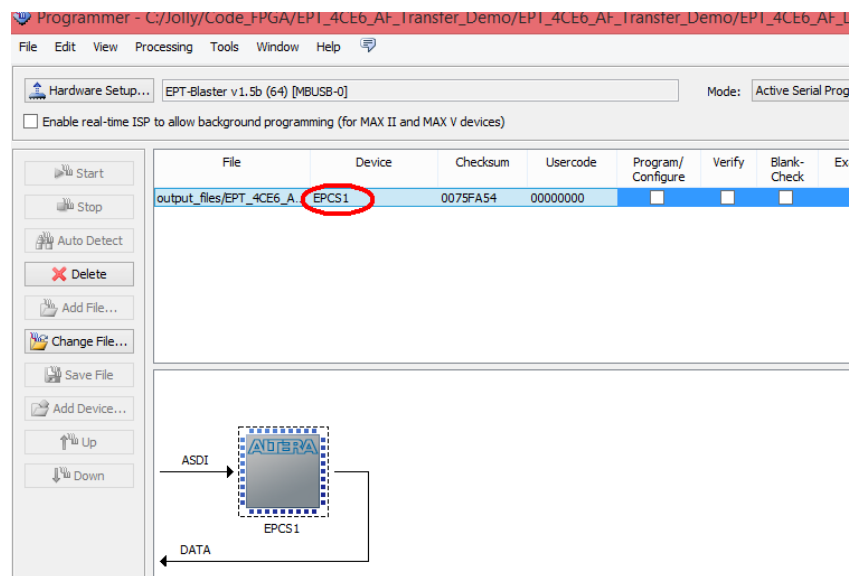 Programmer - C:/Jolly/Code_FPGA/EPT_4CE6_AF_Transfer_Demo/EPT_4CE6_AF_Transfer_Demo/EPT_4CE6_AF_D
File Edit View Processing Tools Window Help
Hardware Setup... EPT-Blaster v1.5b (64) [MBUSB-0] Mode: Active Serial Prog
Enable real-time ISP to allow background programming (for MAX II and MAX V devices)
File Device Checksum Usercode Program/ Configure Verify Blank- Check Ex
output_files/EPT_4CE6_A... EPCS1 0075FA54 00000000
Start
Stop
Auto Detect
Delete
Add File...
Change File...
Save File
Add Device...
Up
Down
ALTERA
ASDI
EPCS1
DATA